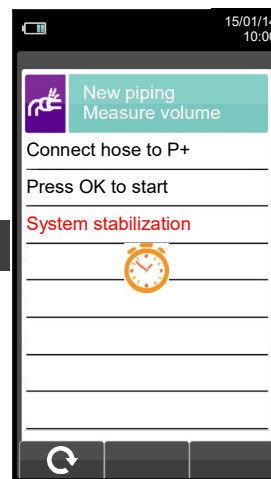 15/01/14
10:00
New piping
Measure volume
Connect hose to P+
Press OK to start
System stabilization